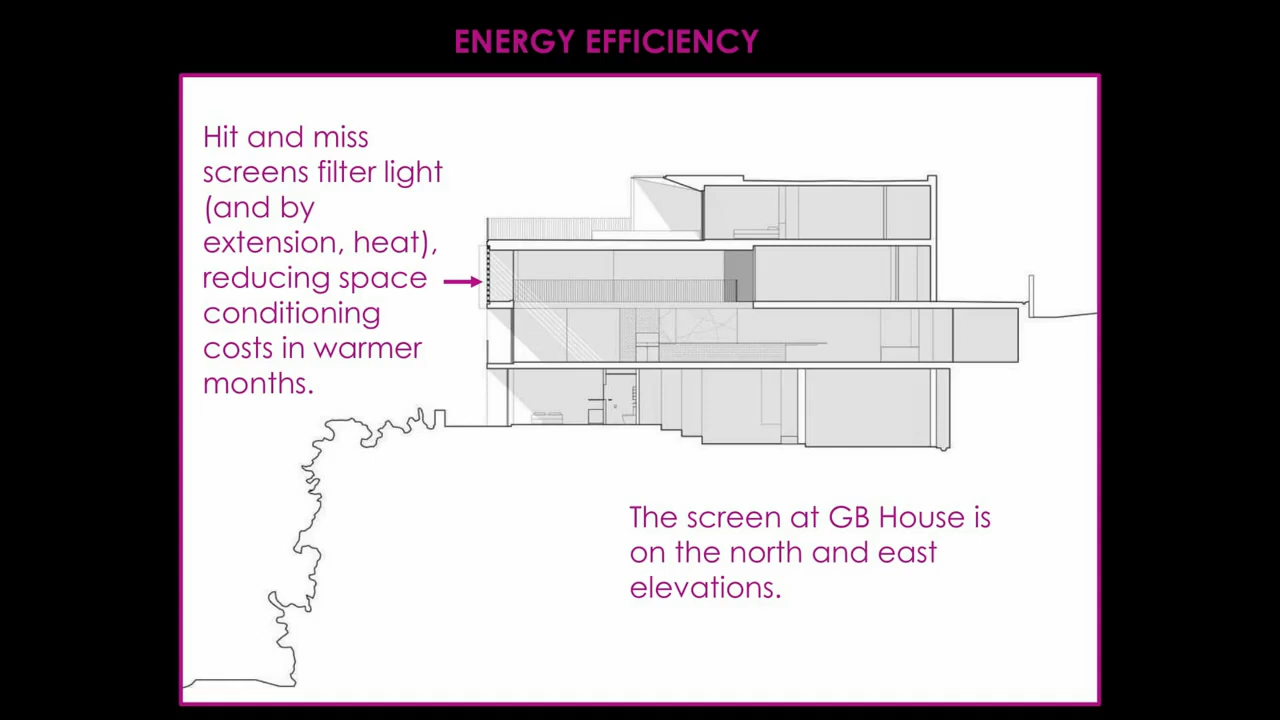 ENERGY EFFICIENCY
Hit and miss
screens filter light
(and by
extension, heat),
reducing space
conditioning
costs in warmer
months.
The screen at GB House is
on the north and east
elevations.